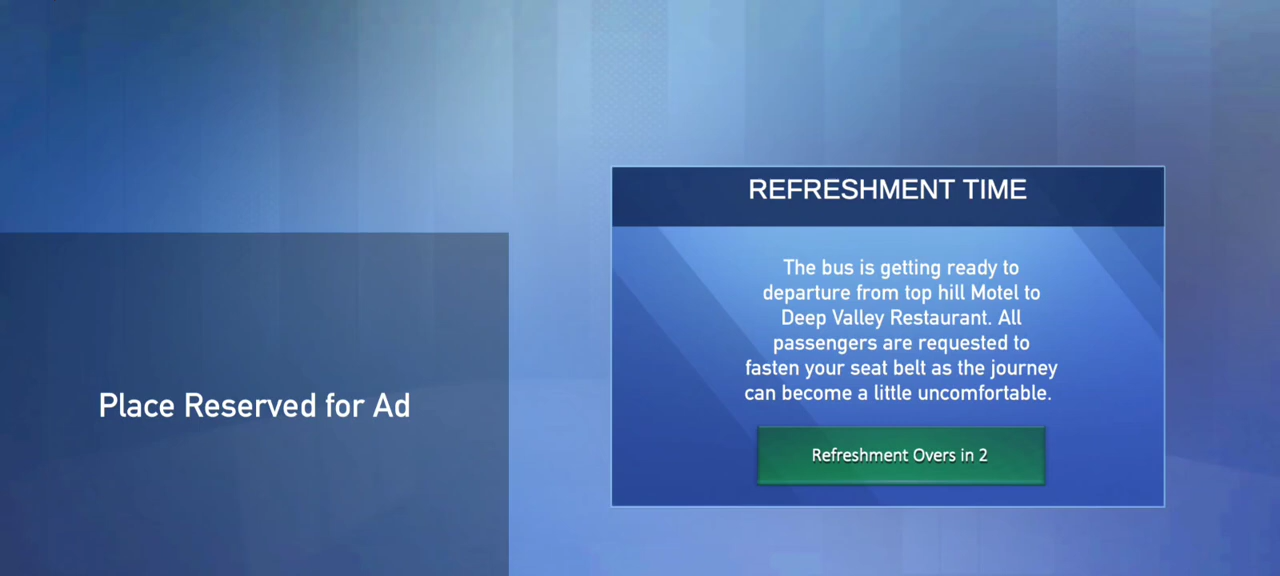 REFRESHMENT TIME
The bus is getting ready to
departure from top hill Motel to
Deep Valley Restaurant. All
passengers are requested to
fasten your seat belt as the journey
can become a little uncomfortable.
Refreshment Overs in 2
Place Reserved for Ad